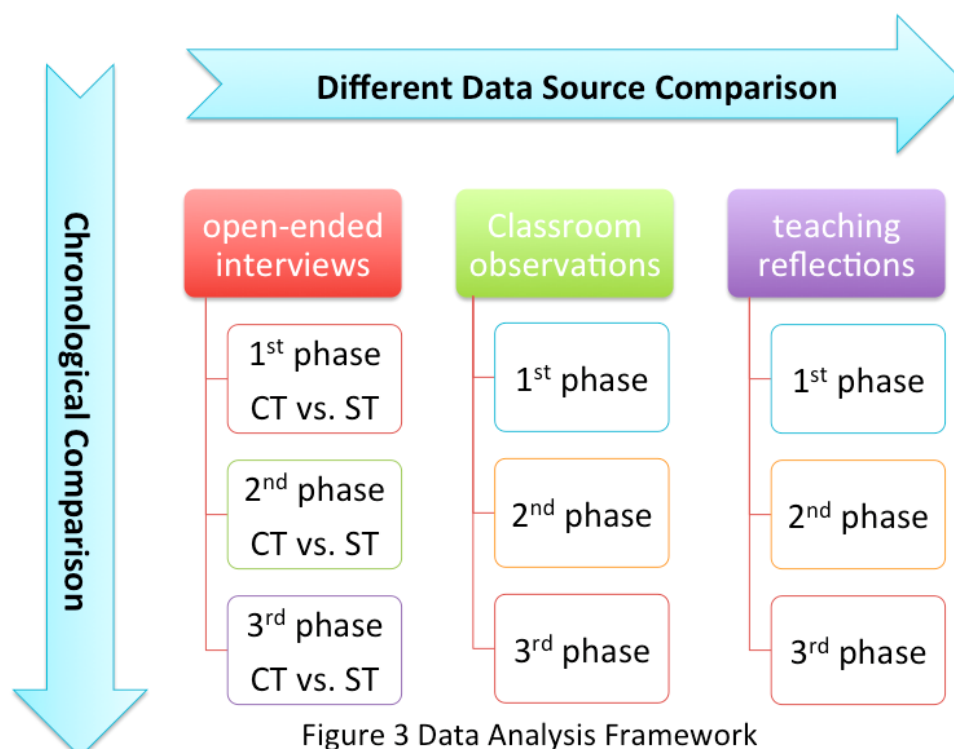 Different Data Source Comparison
Chronological Comparison
open-ended
interviews
1st phase
CT vs. ST
2nd phase
CT vs. ST
3rd phase
CT vs. ST
Classroom
observations
1st phase
2nd phase
3rd phase
teaching
reflections
1st phase
2nd phase
3rd phase
Figure 3 Data Analysis Framework